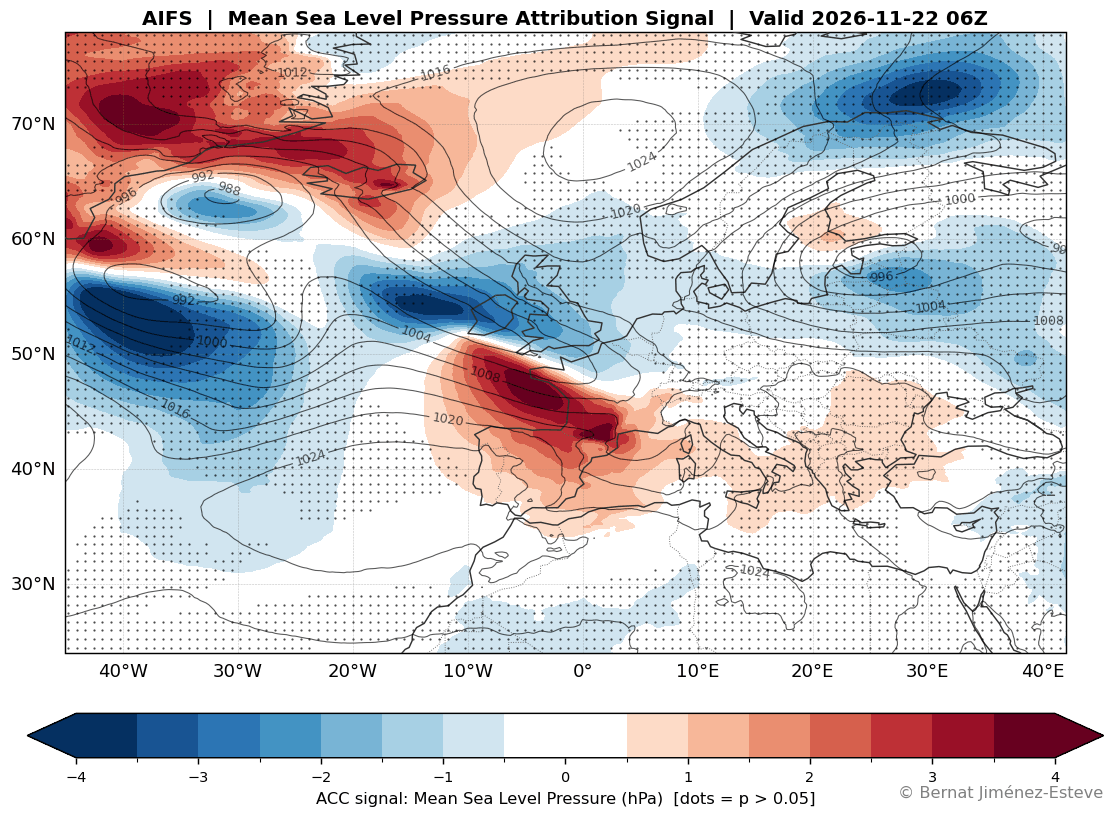 AIFS | Mean Sea Level Pressure Attribution Signal | Valid 2026-11-22 06Z
1012
1016
70°N
1024
992
988
996
1020
1000
60°N
99
992
996
1004
1000
1012
1004
1008
50°N
1008
1016
1020
1024
40°N
1024
30°N
40°W 30°W 20°W 10°W 0° 10°E 20°E 30°E 40°E
−4 −3 −2 −1 0 1 2 3 4
ACC signal: Mean Sea Level Pressure (hPa) [dots = p > 0.05]
© Bernat Jiménez-Esteve